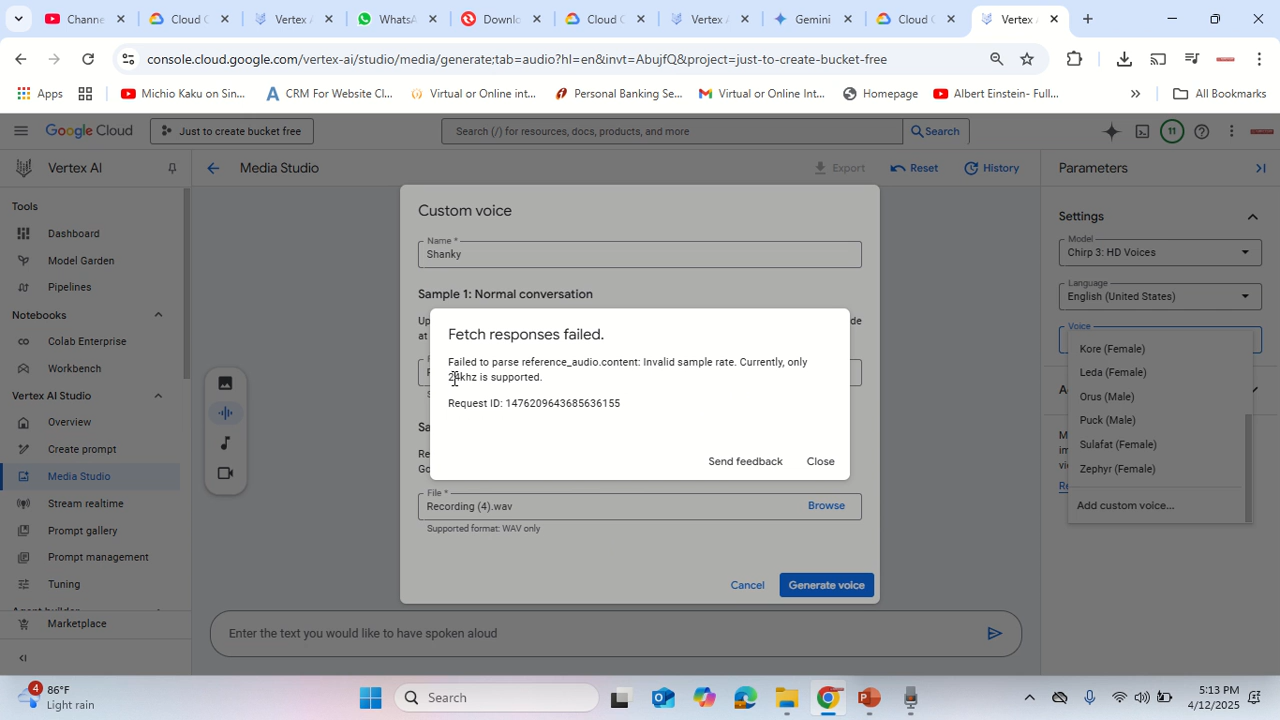 Channe
Cloud C
Vertex A
WhatsA
Downlo
Cloud C
Vertex A
Gemini
Cloud C
Vertex A
console.cloud.google.com/vertex-ai/studio/media/generate;tab=audio?hl=en&invt=AbujfQ&project=just-to-create-bucket-free
Apps
Michio Kaku on Sin...
CRM For Website Cl...
Virtual or Online int...
Personal Banking Se...
Virtual or Online Int...
Homepage
Albert Einstein- Full...
All Bookmarks
Google Cloud
Just to create bucket free
Search (/) for resources, docs, products, and more
Search
11
Vertex AI
Media Studio
Export
Reset
History
Parameters
Tools
Dashboard
Model Garden
Pipelines
Notebooks
Colab Enterprise
Workbench
Vertex AI Studio
Overview
Create prompt
Media Studio
Stream realtime
Prompt gallery
Prompt management
Tuning
Agent builder
Marketplace
Custom voice
Name *
Shanky
Sample 1: Normal conversation
Fetch responses failed.
Failed to parse reference_audio.content: Invalid sample rate. Currently, only
24khz is supported.
Request ID: 1476209643685636155
Send feedback
Close
File *
Recording (4).wav
Browse
Supported format: WAV only
Cancel
Generate voice
Enter the text you would like to have spoken aloud
Settings
Model
Chirp 3: HD Voices
Language
English (United States)
Voice
Kore (Female)
Leda (Female)
Orus (Male)
Puck (Male)
Sulafat (Female)
Zephyr (Female)
Add custom voice...
4
86°F
Light rain
Search
5:13 PM
4/12/2025